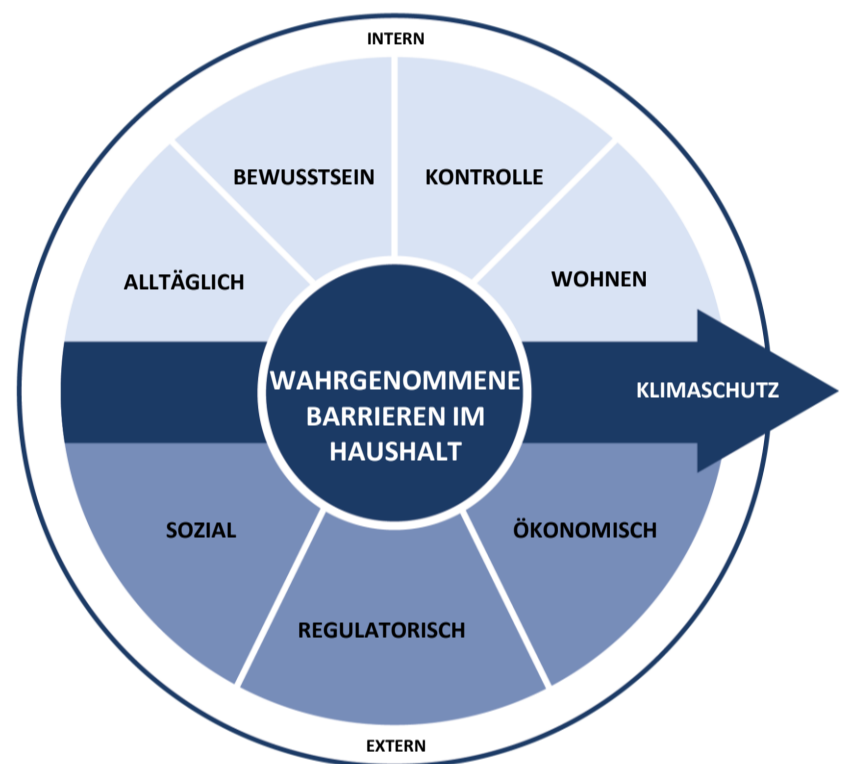 INTERN
BEWUSSTSEIN
KONTROLLE
ALLTÄGLICH
WOHNEN
WAHRGENOMMENE
BARRIEREN IM
HAUSHALT
KLIMASCHUTZ
SOZIAL
ÖKONOMISCH
REGULATORISCH
EXTERN